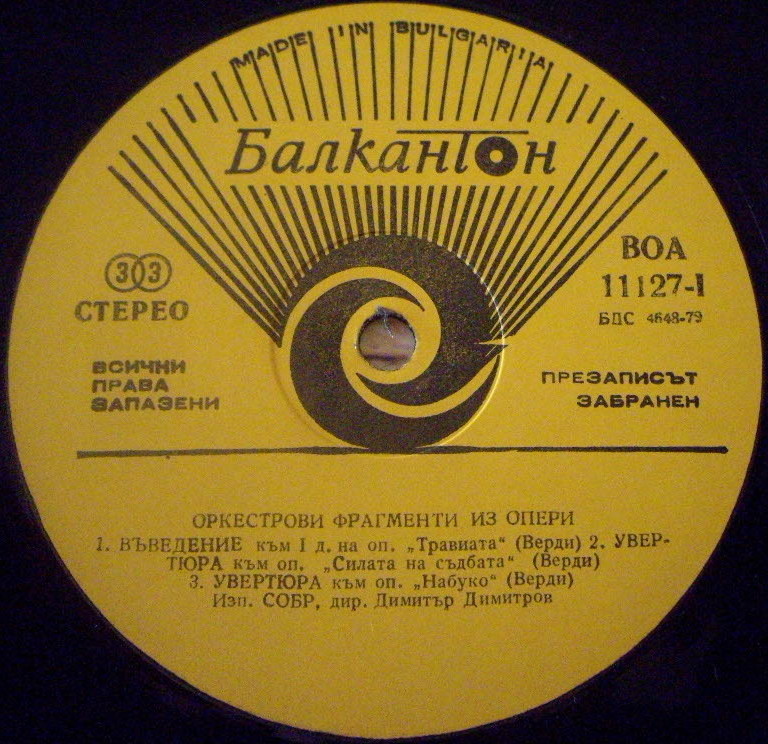 MADE IN BULGARIA
Балкантон
33
СТЕРЕО
ВОА
11127-I
БДС 4648-79
ВСИЧКИ
ПРАВА
ЗАПАЗЕНИ
ПРЕЗАПИСЪТ
ЗАБРАНЕН
ОРКЕСТРОВИ ФРАГМЕНТИ ИЗ ОПЕРИ
1. ВЪВЕДЕНИЕ към I д. на оп. „Травиата“ (Верди) 2. УВЕР-
ТЮРА към оп. „Силата на съдбата“ (Верди)
3. УВЕРТЮРА към оп. „Набуко“ (Верди)
Изп. СОБР, дир. Димитър Димитров